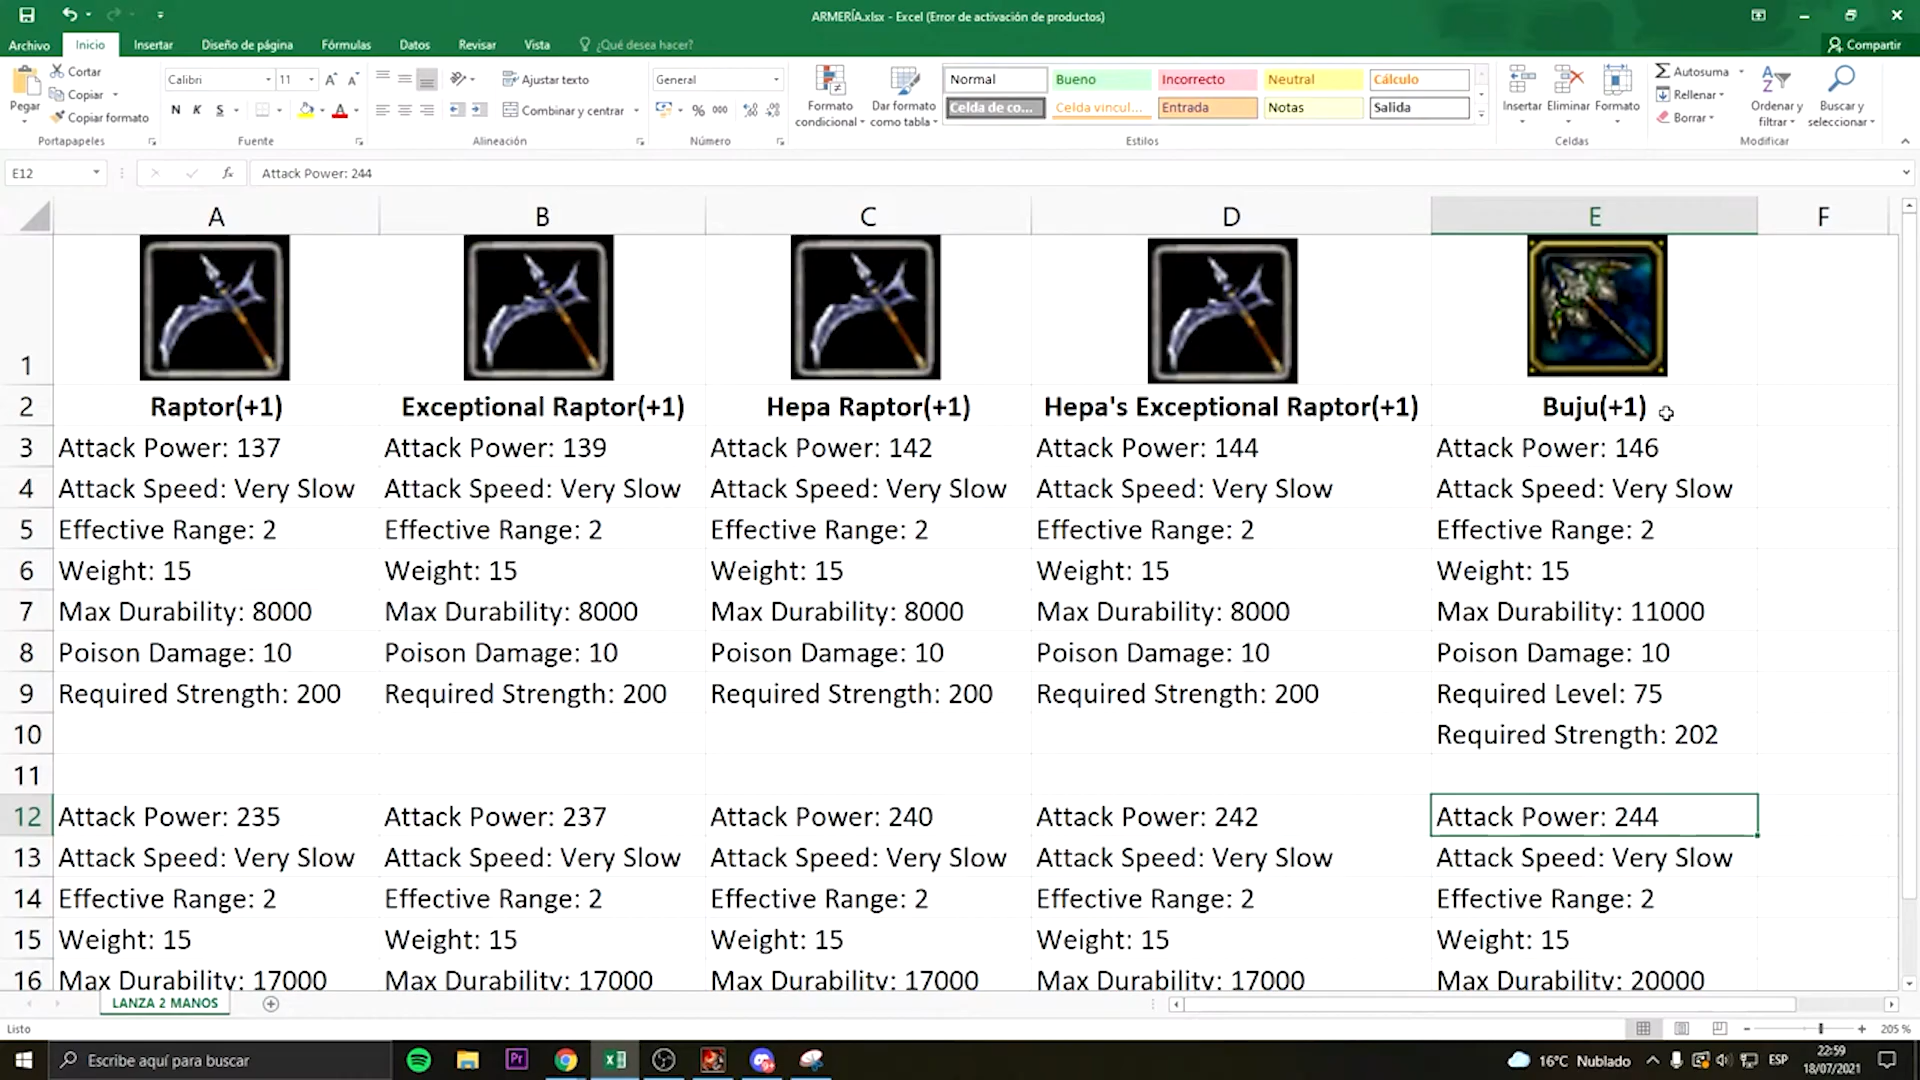 ARMERÍA.xlsx - Excel (Error de activación de productos)
Archivo Inicio Insertar Diseño de página Fórmulas Datos Revisar Vista ¿Qué desea hacer? Compartir
Pegar
Cortar
Copiar
Copiar formato
Portapapeles
Calibri 11
N K S
Fuente
Ajustar texto
Combinar y centrar
Alineación
General
% 000
Número
Formato condicional
Dar formato como tabla
Normal Bueno Incorrecto Neutral Cálculo
Celda de co... Celda vincul... Entrada Notas Salida
Estilos
Insertar Eliminar Formato
Celdas
Autosuma
Rellenar
Borrar
Ordenar y filtrar
Buscar y seleccionar
Modificar
E12 fx Attack Power: 244
A B C D E F
1
2 Raptor(+1) Exceptional Raptor(+1) Hepa Raptor(+1) Hepa's Exceptional Raptor(+1) Buju(+1)
3 Attack Power: 137 Attack Power: 139 Attack Power: 142 Attack Power: 144 Attack Power: 146
4 Attack Speed: Very Slow Attack Speed: Very Slow Attack Speed: Very Slow Attack Speed: Very Slow Attack Speed: Very Slow
5 Effective Range: 2 Effective Range: 2 Effective Range: 2 Effective Range: 2 Effective Range: 2
6 Weight: 15 Weight: 15 Weight: 15 Weight: 15 Weight: 15
7 Max Durability: 8000 Max Durability: 8000 Max Durability: 8000 Max Durability: 8000 Max Durability: 11000
8 Poison Damage: 10 Poison Damage: 10 Poison Damage: 10 Poison Damage: 10 Poison Damage: 10
9 Required Strength: 200 Required Strength: 200 Required Strength: 200 Required Strength: 200 Required Level: 75
10 Required Strength: 202
11
12 Attack Power: 235 Attack Power: 237 Attack Power: 240 Attack Power: 242 Attack Power: 244
13 Attack Speed: Very Slow Attack Speed: Very Slow Attack Speed: Very Slow Attack Speed: Very Slow Attack Speed: Very Slow
14 Effective Range: 2 Effective Range: 2 Effective Range: 2 Effective Range: 2 Effective Range: 2
15 Weight: 15 Weight: 15 Weight: 15 Weight: 15 Weight: 15
16 Max Durability: 17000 Max Durability: 17000 Max Durability: 17000 Max Durability: 17000 Max Durability: 20000
LANZA 2 MANOS
Listo 205 %
Escribe aquí para buscar
16°C Nublado ESP 22:59
18/07/2021